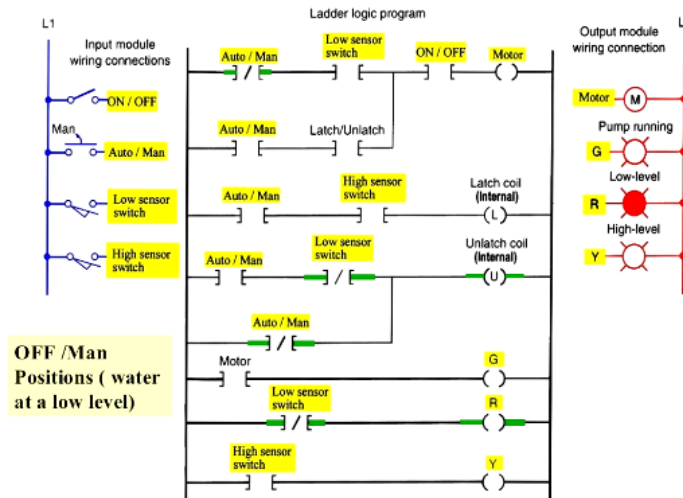 Ladder logic program
L1
Input module
wiring connections
ON / OFF
Man
Auto / Man
Low sensor
switch
High sensor
switch
OFF /Man
Positions ( water
at a low level)
Auto / Man
Low sensor
switch
ON / OFF
Motor
Auto / Man
Latch/Unlatch
Auto / Man
High sensor
switch
Latch coil
(Internal)
L
Auto / Man
Low sensor
switch
Unlatch coil
(Internal)
U
Auto / Man
Motor
G
Low sensor
switch
R
High sensor
switch
Y
L
Output module
wiring connection
Motor
M
Pump running
G
Low-level
R
High-level
Y